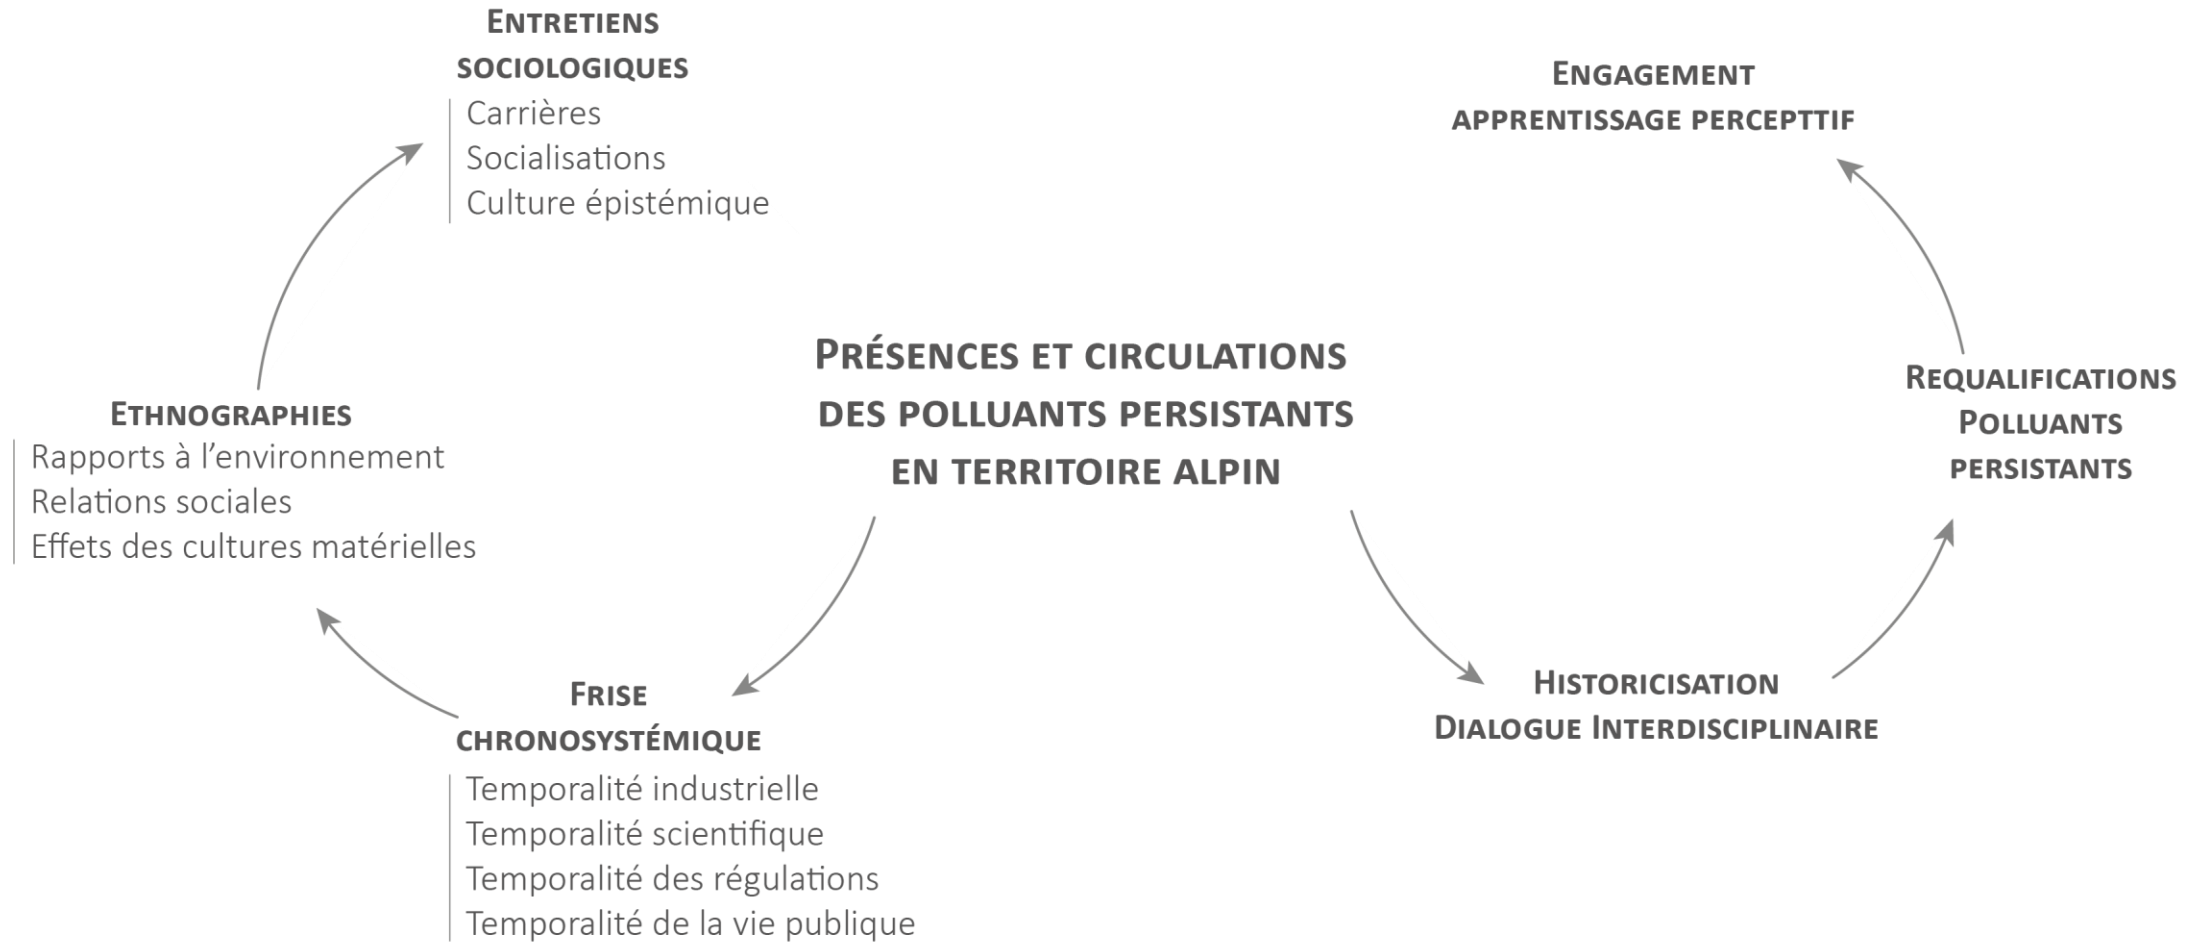 Entretiens
sociologiques
Carrières
Socialisations
Culture épistémique
Engagement
apprentissage percepttif
Présences et circulations
des polluants persistants
en territoire alpin
Ethnographies
Rapports à l'environnement
Relations sociales
Effets des cultures matérielles
Requalifications
Polluants
persistants
Frise
chronosystémique
Temporalité industrielle
Temporalité scientifique
Temporalité des régulations
Temporalité de la vie publique
Historicisation
Dialogue Interdisciplinaire